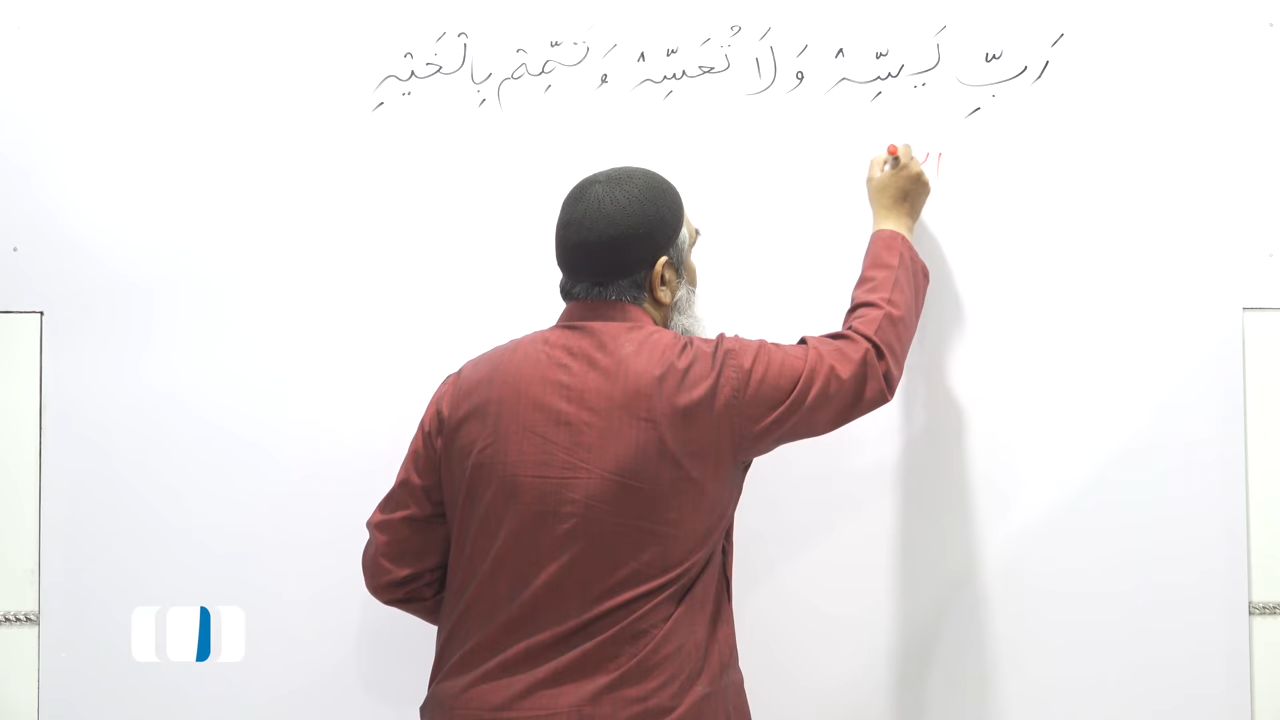 رَبِّ يَسِّرْ وَلَا تُعَسِّرْ وَتَمِّمْ بِالْخَيْرِ